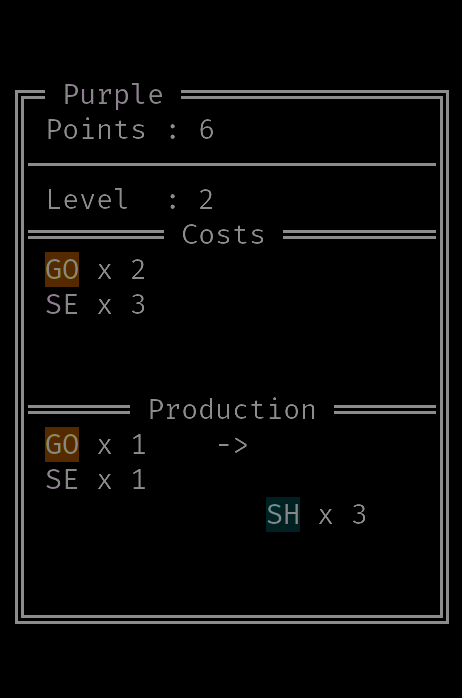 Purple
Points : 6
Level : 2
Costs
GO x 2
SE x 3
Production
GO x 1 ->
SE x 1
SH x 3